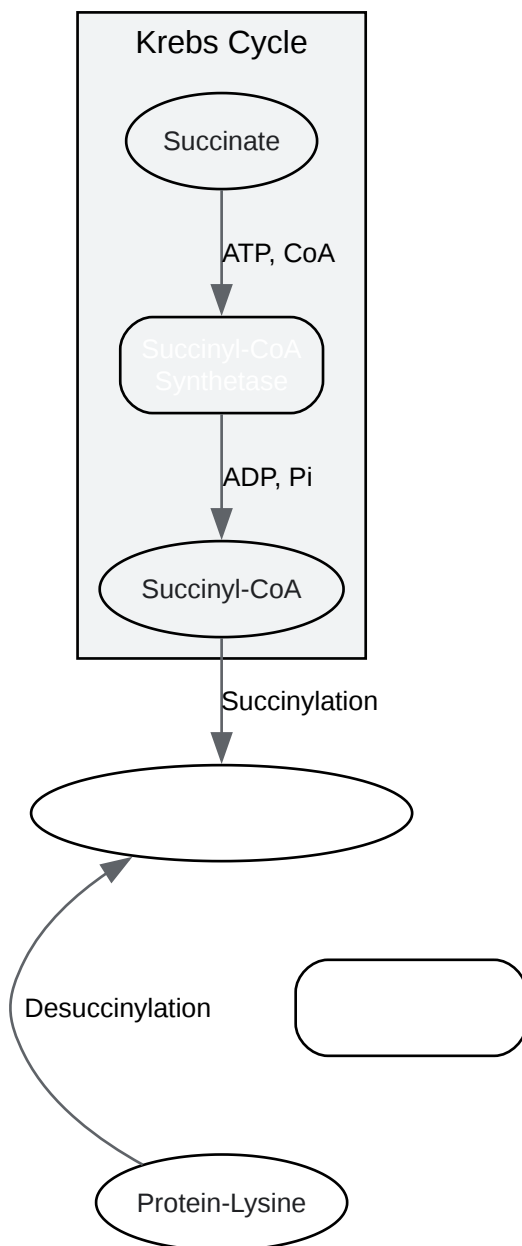 Krebs Cycle
Succinate
ATP, CoA
Succinyl-CoA
Synthetase
ADP, Pi
Succinyl-CoA
Succinylation
Desuccinylation
Protein-Lysine